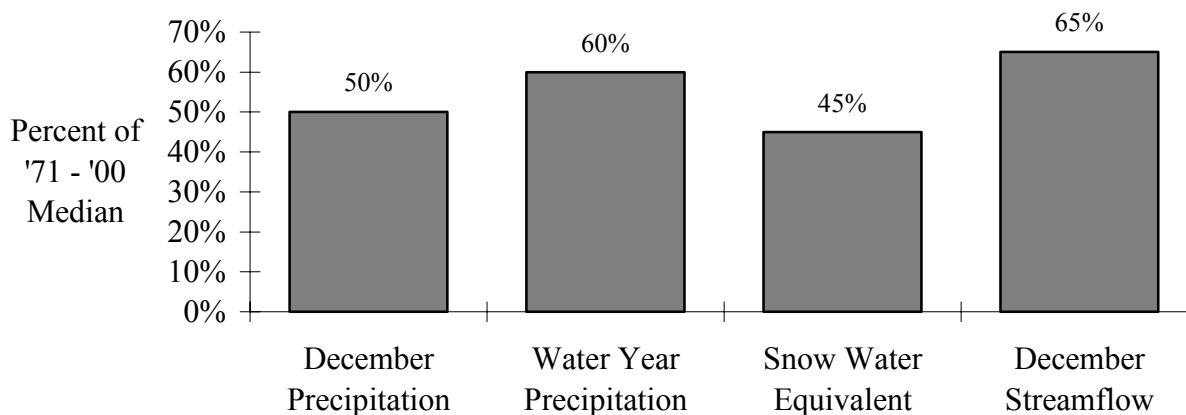 Percent of
'71 - '00
Median
70%
60%
50%
40%
30%
20%
10%
0%
50%
60%
45%
65%
December
Precipitation
Water Year
Precipitation
Snow Water
Equivalent
December
Streamflow